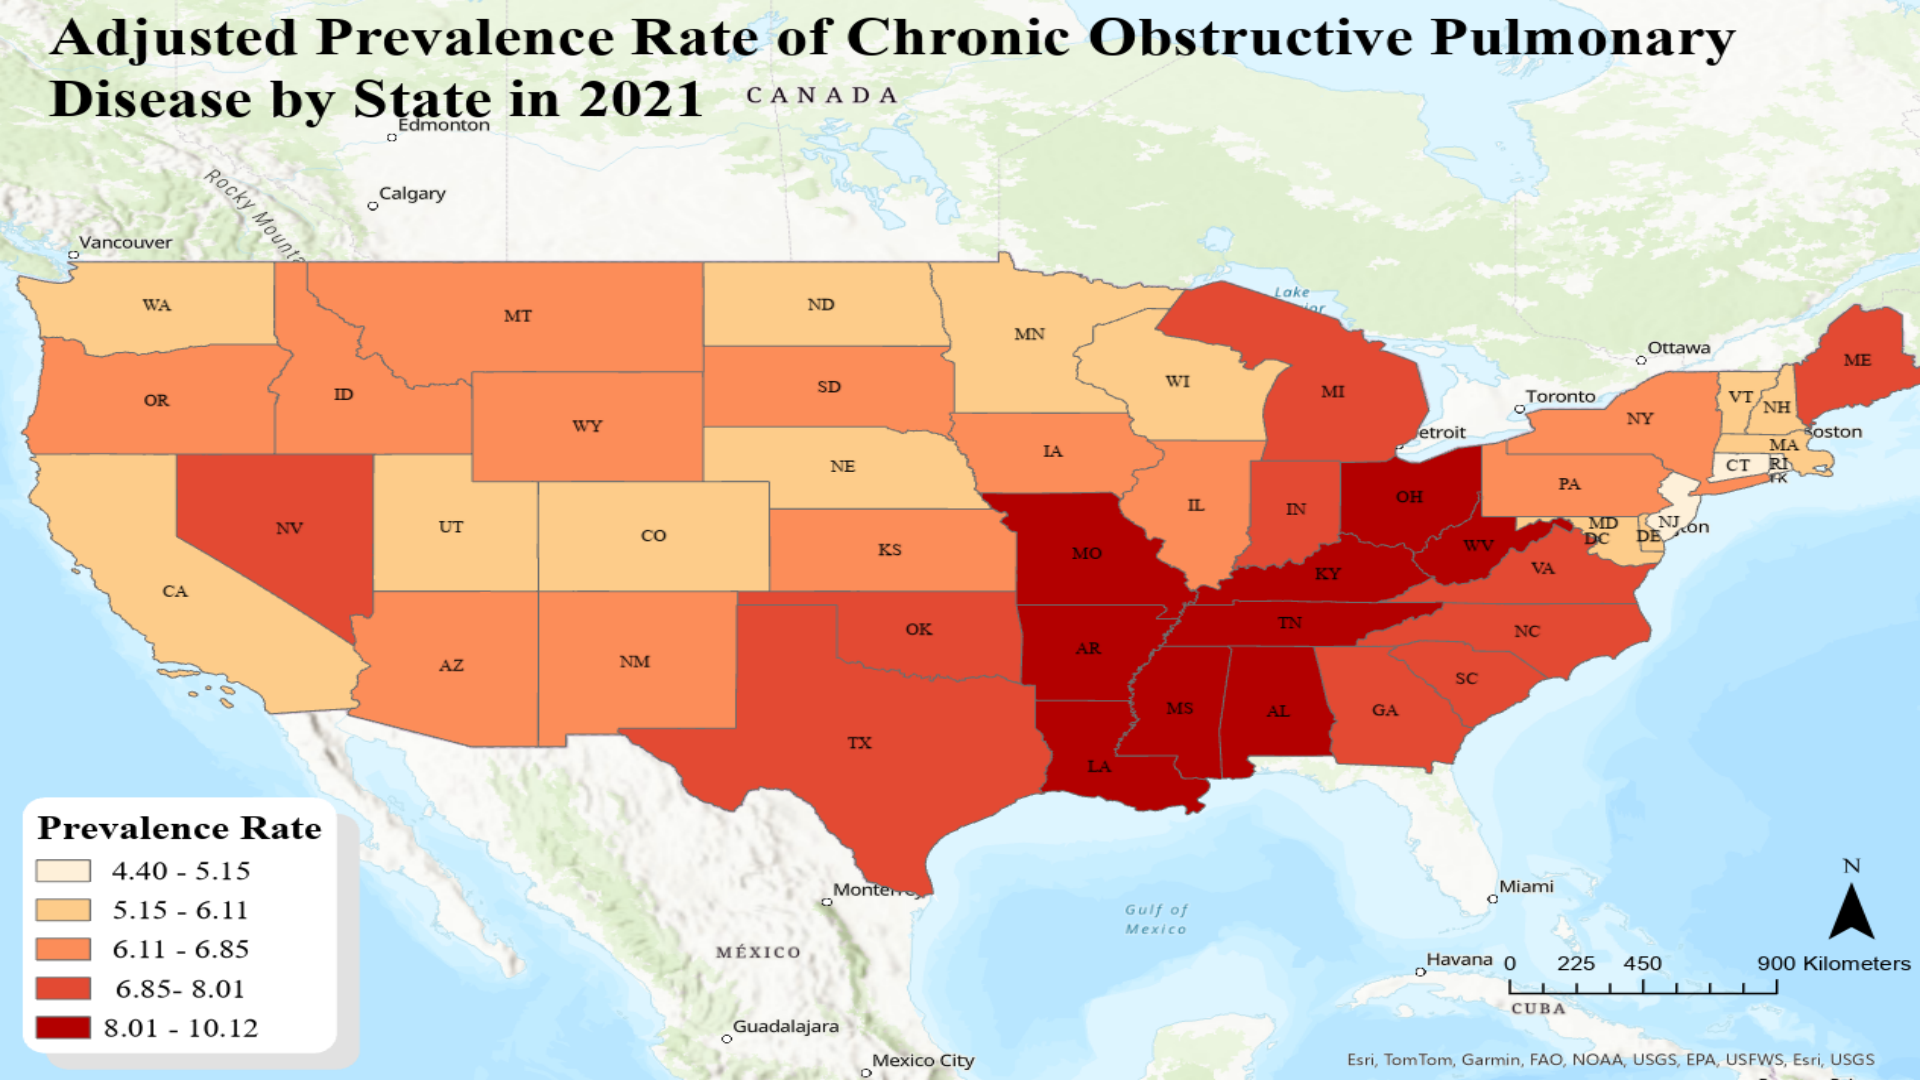 Adjusted Prevalence Rate of Chronic Obstructive Pulmonary
Disease by State in 2021
CANADA
Edmonton
Rocky Mounta
Calgary
Vancouver
Lake
Ottawa
Toronto
etroit
oston
WA
MT
ND
MN
OR
ID
WY
SD
WI
MI
NY
VT
NH
ME
MA
CT
RI
NV
UT
CO
NE
IA
IL
IN
OH
PA
NJ
on
MD
DC
DE
CA
KS
MO
KY
WV
VA
AZ
NM
OK
AR
TN
NC
TX
LA
MS
AL
GA
SC
Monterrey
MÉXICO
Guadalajara
Mexico City
Gulf of
Mexico
Miami
Havana
CUBA
Prevalence Rate
4.40 - 5.15
5.15 - 6.11
6.11 - 6.85
6.85- 8.01
8.01 - 10.12
N
0 225 450 900 Kilometers
Esri, TomTom, Garmin, FAO, NOAA, USGS, EPA, USFWS, Esri, USGS